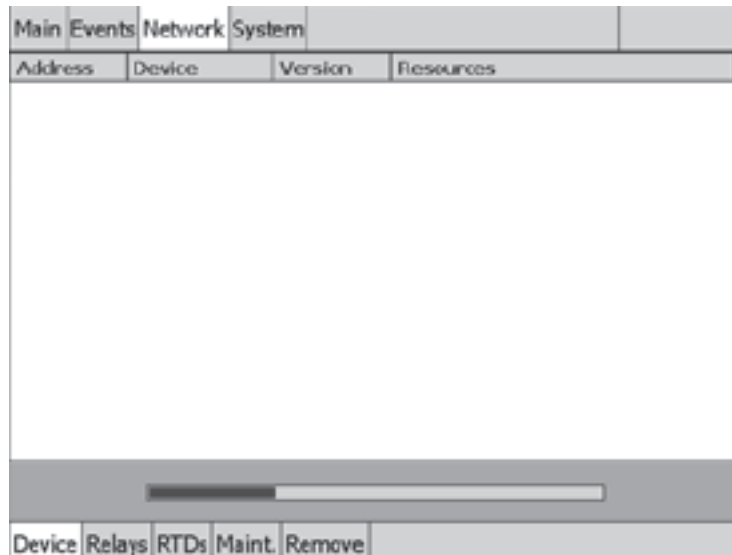 Main Events Network System
Address Device Version Resources
Device Relays RTDs Maint. Remove